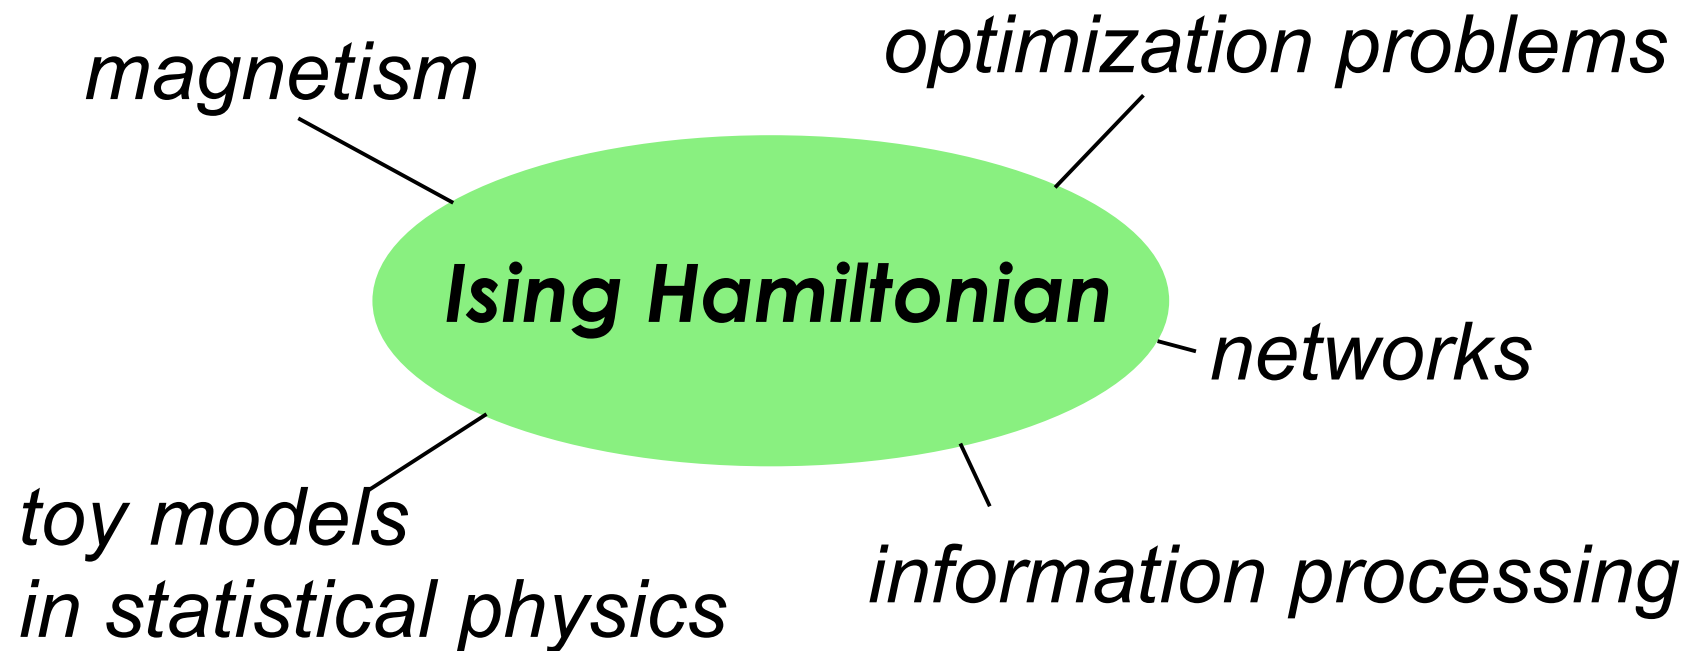 magnetism
optimization problems
Ising Hamiltonian
networks
toy models
in statistical physics
information processing